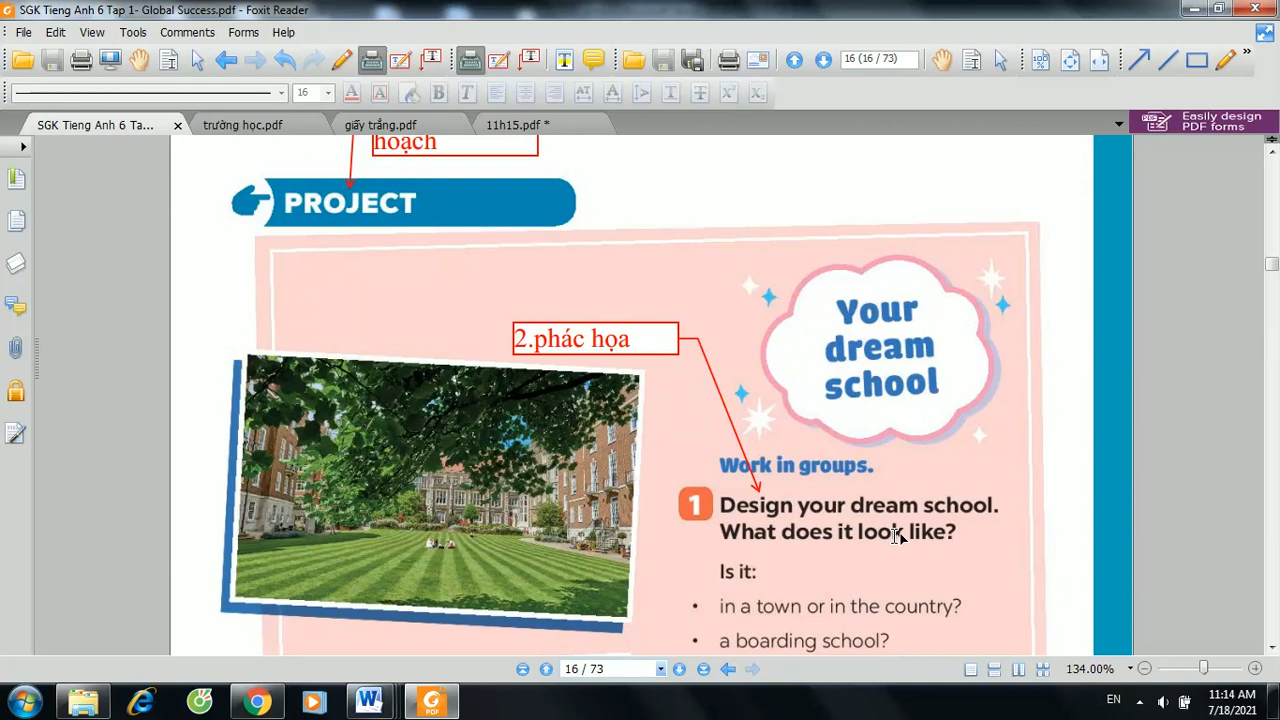 SGK Tieng Anh 6 Tap 1- Global Success.pdf - Foxit Reader
File Edit View Tools Comments Forms Help
16 (16 / 73)
16
SGK Tieng Anh 6 Ta... trường học.pdf giấy trắng.pdf 11h15.pdf *
Easily design
PDF forms
hoạch
PROJECT
2.phác họa
Your
dream
school
Work in groups.
1 Design your dream school.
What does it look like?
Is it:
• in a town or in the country?
• a boarding school?
16 / 73 134.00%
EN 11:14 AM
7/18/2021